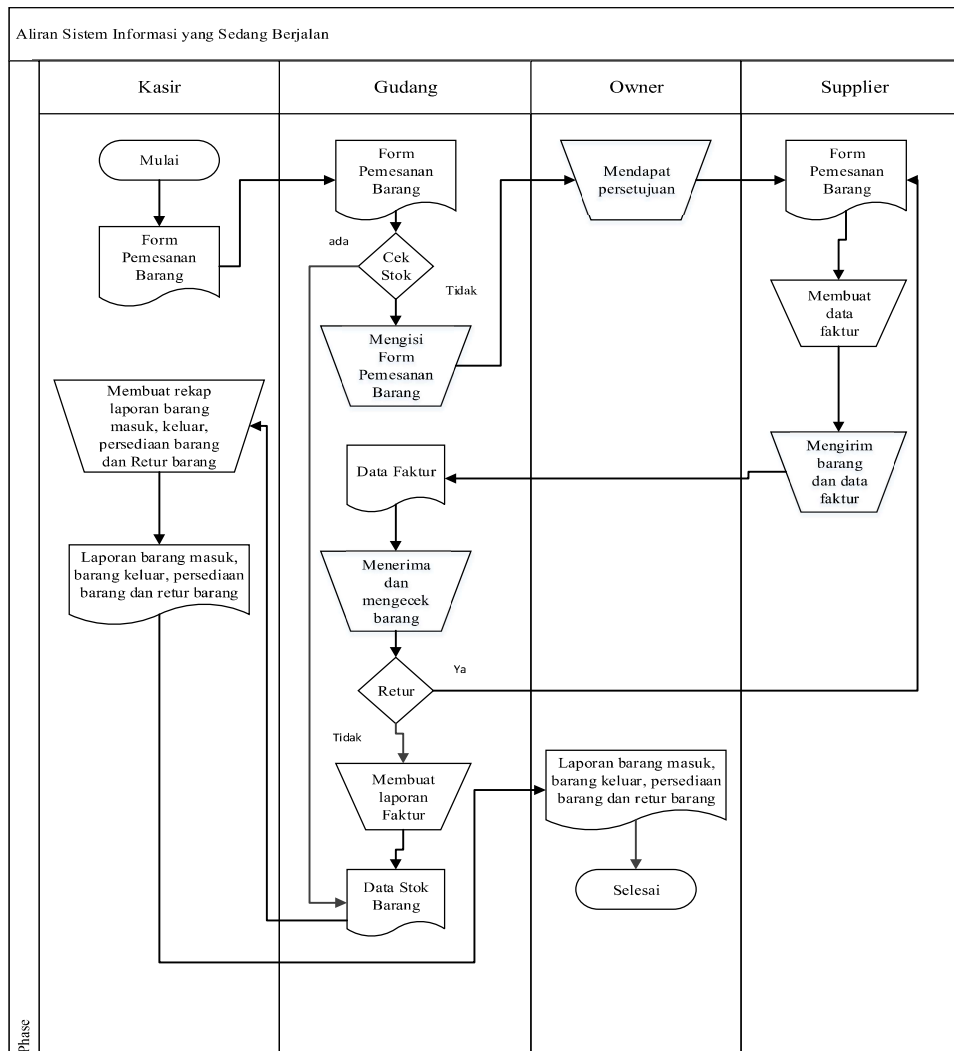 Aliran Sistem Informasi yang Sedang Berjalan
Kasir
Gudang
Owner
Supplier
Mulai
Form
Pemesanan
Barang
Form
Pemesanan
Barang
ada
Cek
Stok
Tidak
Mengisi
Form
Pemesanan
Barang
Mendapat
persetujuan
Form
Pemesanan
Barang
Membuat
data
faktur
Mengirim
barang
dan data
faktur
Data Faktur
Menerima
dan
mengecek
barang
Retur
Ya
Tidak
Membuat
laporan
Faktur
Data Stok
Barang
Membuat rekap
laporan barang
masuk, keluar,
persediaan barang
dan Retur barang
Laporan barang masuk,
barang keluar, persediaan
barang dan retur barang
Laporan barang masuk,
barang keluar, persediaan
barang dan retur barang
Selesai
Phase